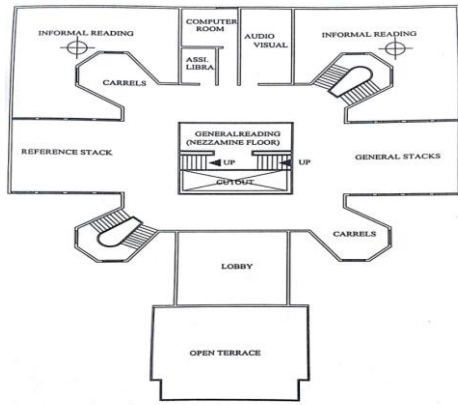 COMPUTER
ROOM
INFORMAL READING
AUDIO
VISUAL
INFORMAL READING
ASSI.
LIBRA.
CARRELS
GENERALREADING
(NEZZAMINE FLOOR)
REFERENCE STACK
UP
UP
GENERAL STACKS
CUTOUT
CARRELS
LOBBY
OPEN TERRACE